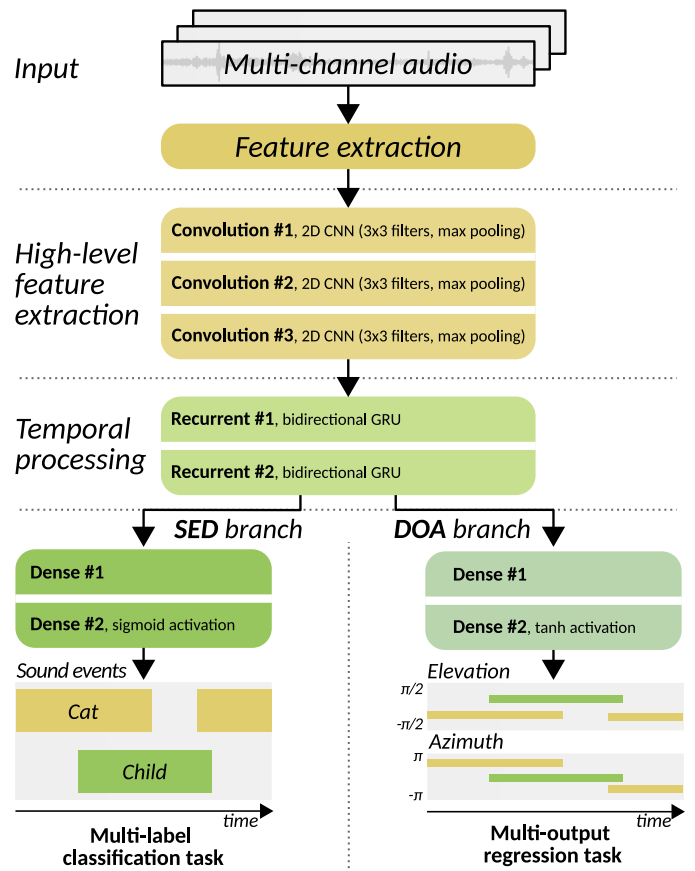 Input
Multi-channel audio
Feature extraction
High-level
feature
extraction
Convolution #1, 2D CNN (3x3 filters, max pooling)
Convolution #2, 2D CNN (3x3 filters, max pooling)
Convolution #3, 2D CNN (3x3 filters, max pooling)
Temporal
processing
Recurrent #1, bidirectional GRU
Recurrent #2, bidirectional GRU
SED branch
Dense #1
Dense #2, sigmoid activation
Sound events
Cat
Child
time
Multi-label
classification task
DOA branch
Dense #1
Dense #2, tanh activation
Elevation
π/2
-π/2
Azimuth
π
-π
time
Multi-output
regression task